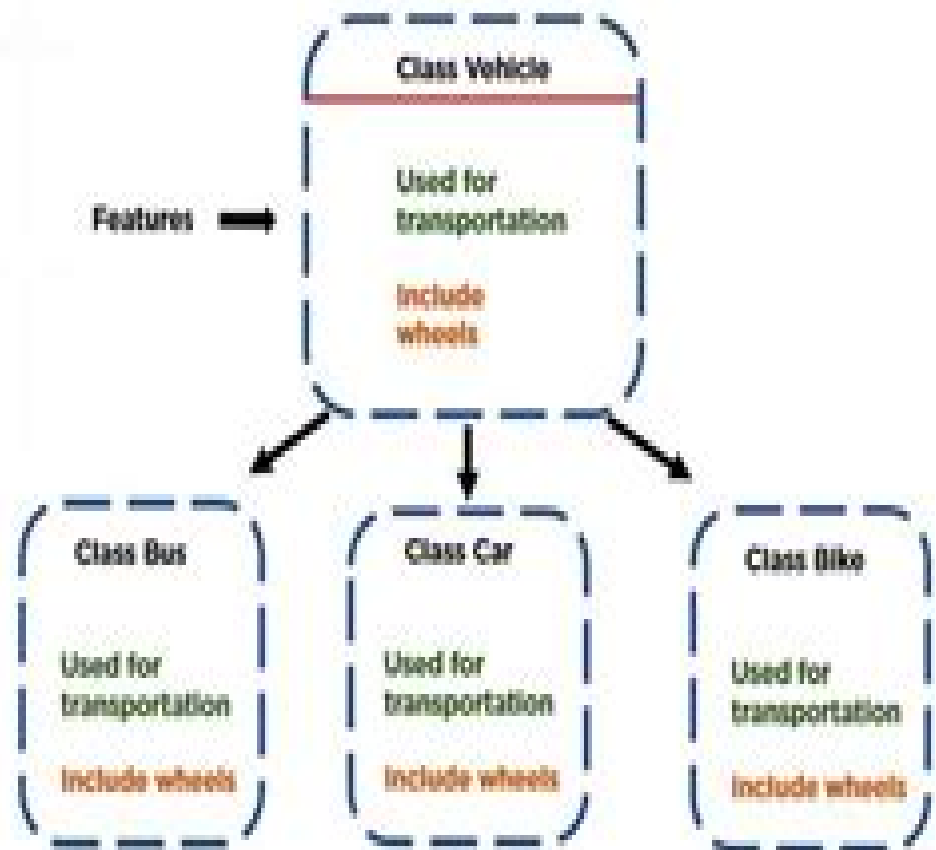 Class Vehicle
Features
Used for
transportation
Include
wheels
Class Bus
Used for
transportation
Include wheels
Class Car
Used for
transportation
Include wheels
Class Bike
Used for
transportation
Include wheels